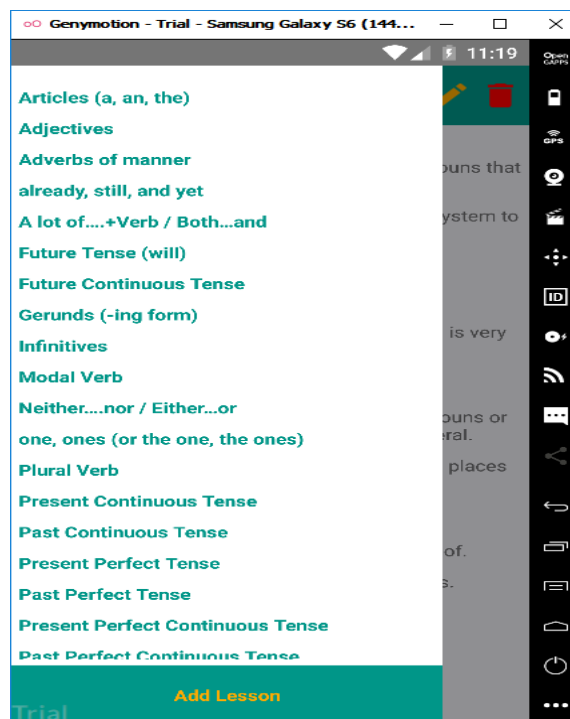 Genymotion - Trial - Samsung Galaxy S6 (144...
11:19
Open
GAPPS
Articles (a, an, the)
Adjectives
Adverbs of manner
already, still, and yet
A lot of....+Verb / Both...and
Future Tense (will)
Future Continuous Tense
Gerunds (-ing form)
Infinitives
Modal Verb
Neither....nor / Either...or
one, ones (or the one, the ones)
Plural Verb
Present Continuous Tense
Past Continuous Tense
Present Perfect Tense
Past Perfect Tense
Present Perfect Continuous Tense
Past Perfect Continuous Tense
Add Lesson
Trial
that
to
is very
or
places
of.
GPS
ID